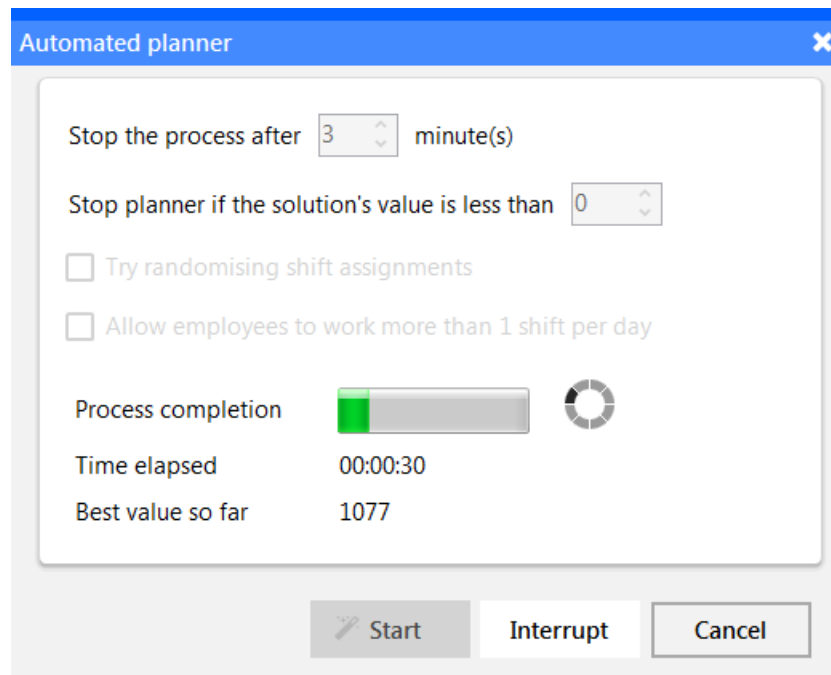 Automated planner
Stop the process after 3 minute(s)
Stop planner if the solution's value is less than 0
Try randomising shift assignments
Allow employees to work more than 1 shift per day
Process completion
Time elapsed 00:00:30
Best value so far 1077
Start Interrupt Cancel